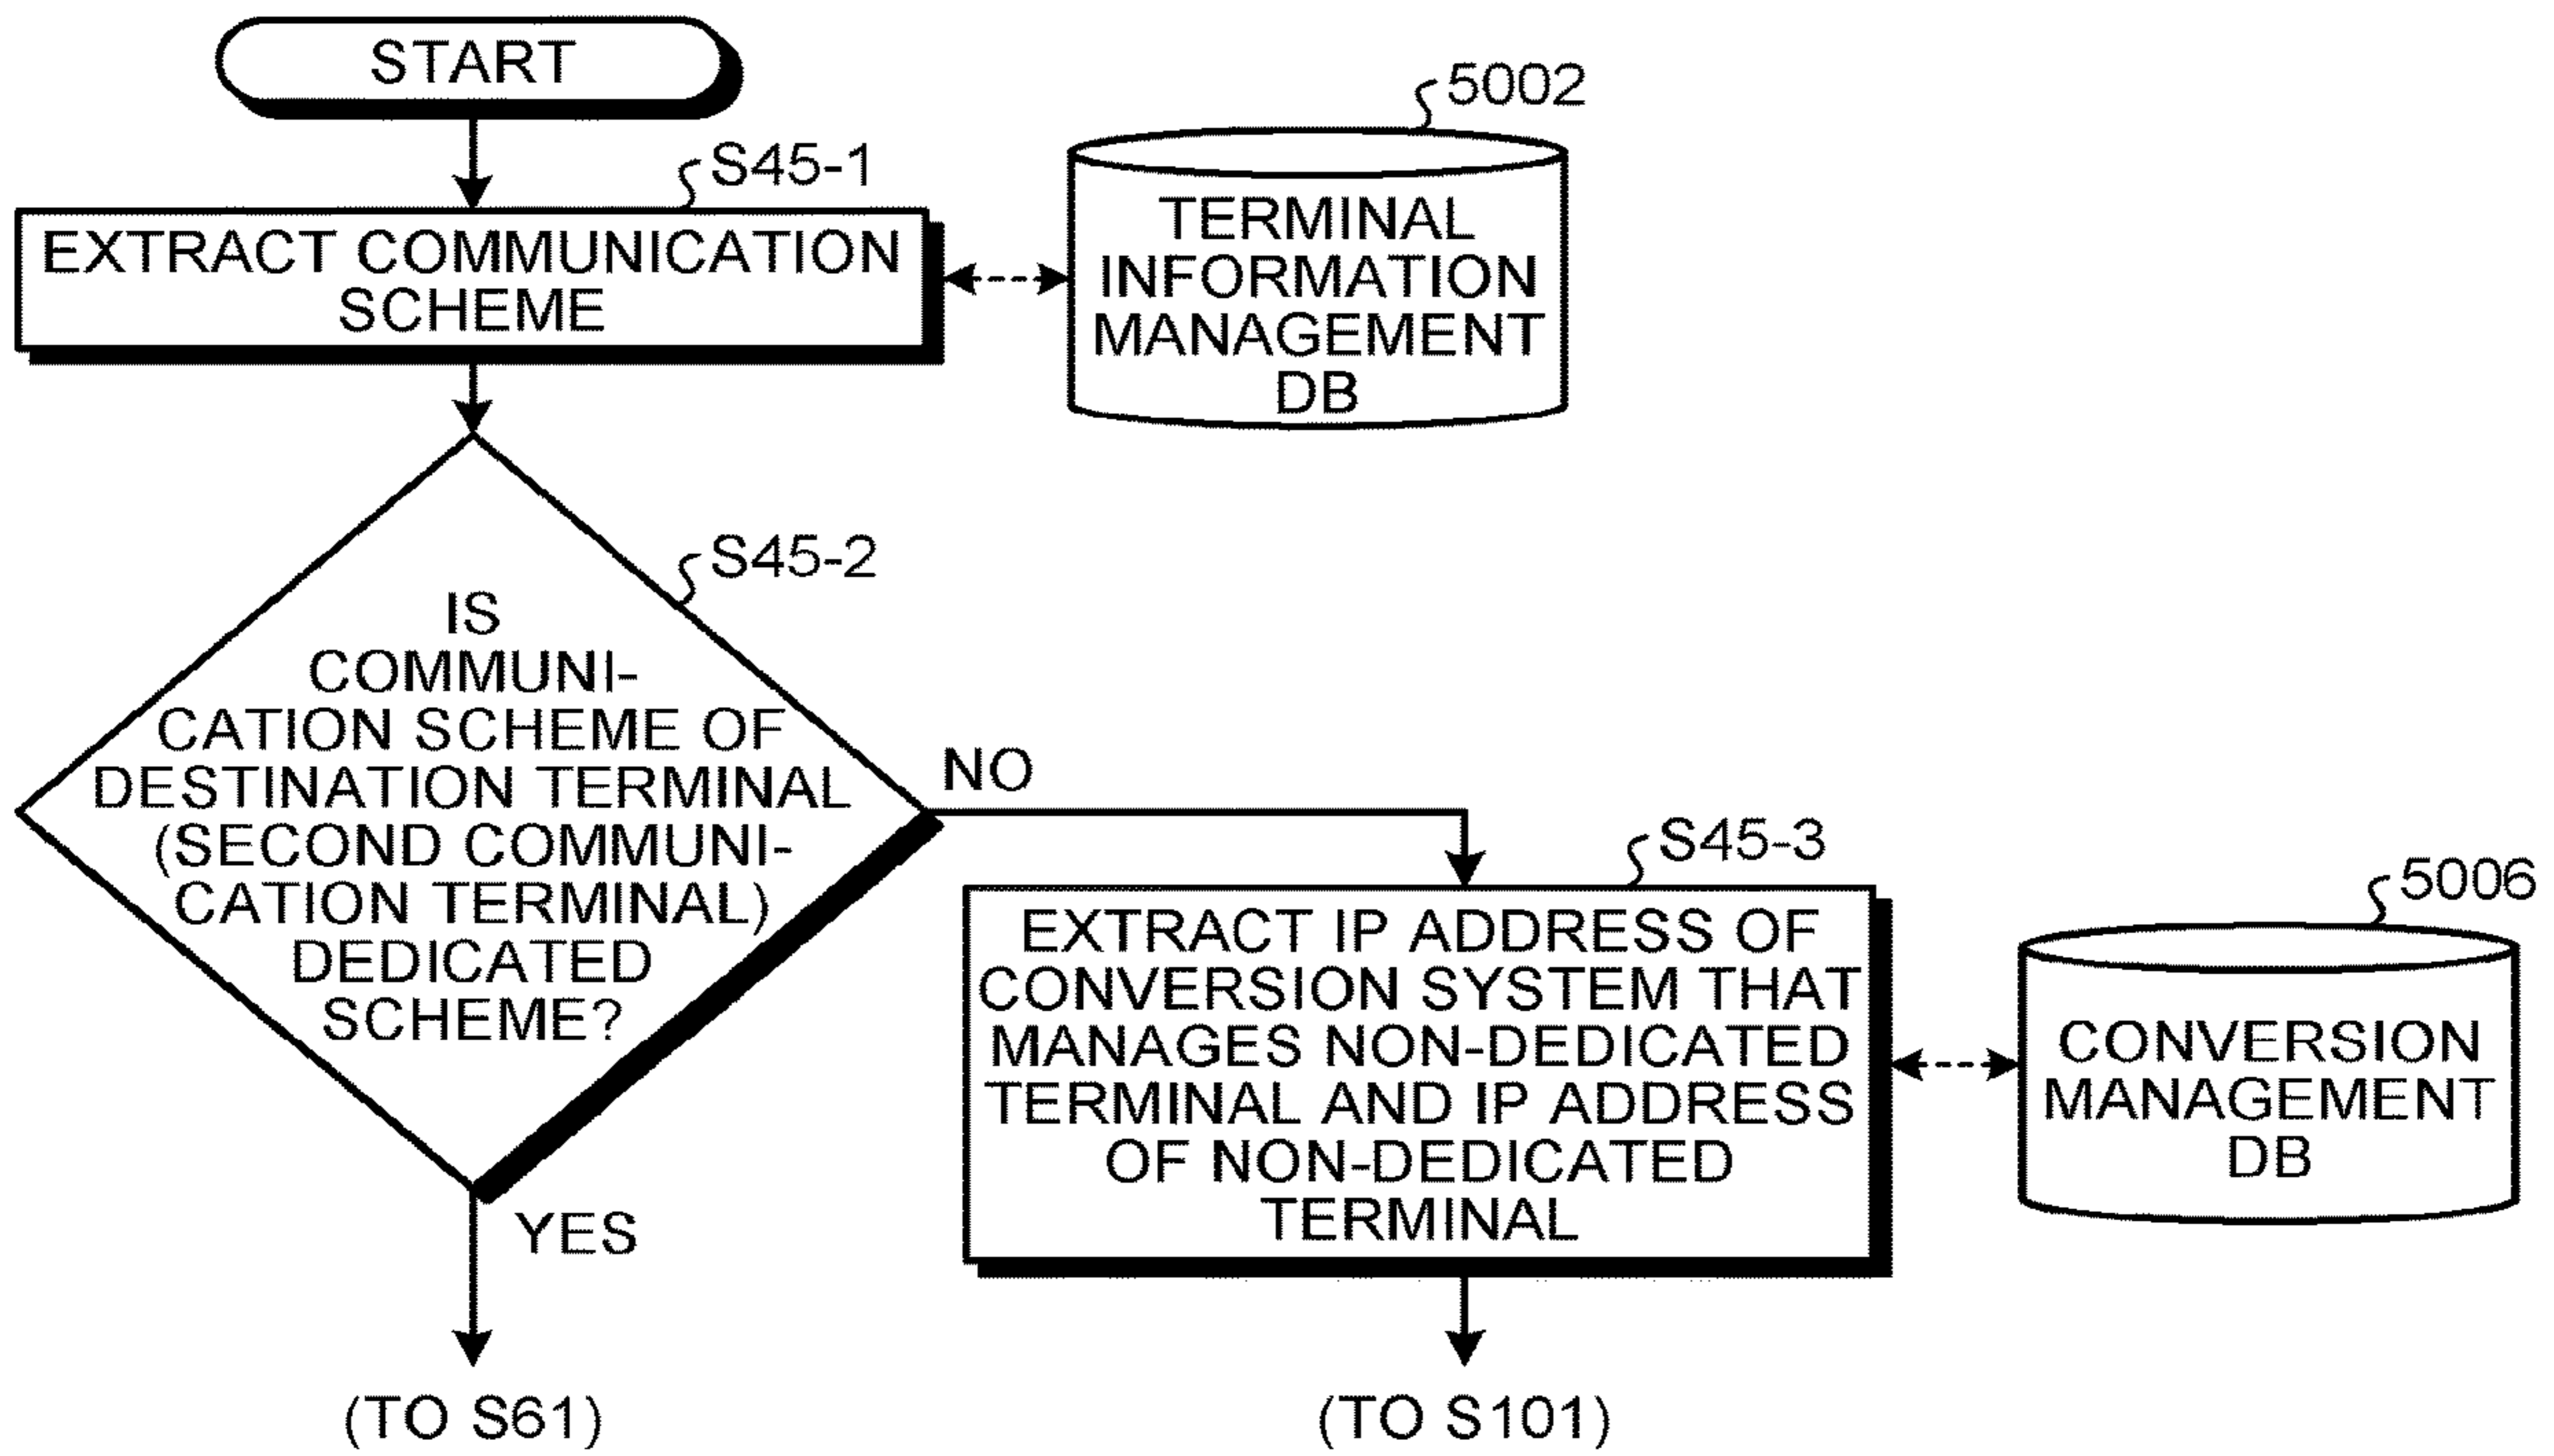 START
5002
S45-1
EXTRACT COMMUNICATION
SCHEME
TERMINAL
INFORMATION
MANAGEMENT
DB
S45-2
IS
COMMUNI-
CATION SCHEME OF
DESTINATION TERMINAL
(SECOND COMMUNI-
CATION TERMINAL)
DEDICATED
SCHEME?
NO
YES
(TO S61)
S45-3
EXTRACT IP ADDRESS OF
CONVERSION SYSTEM THAT
MANAGES NON-DEDICATED
TERMINAL AND IP ADDRESS
OF NON-DEDICATED
TERMINAL
5006
CONVERSION
MANAGEMENT
DB
(TO S101)